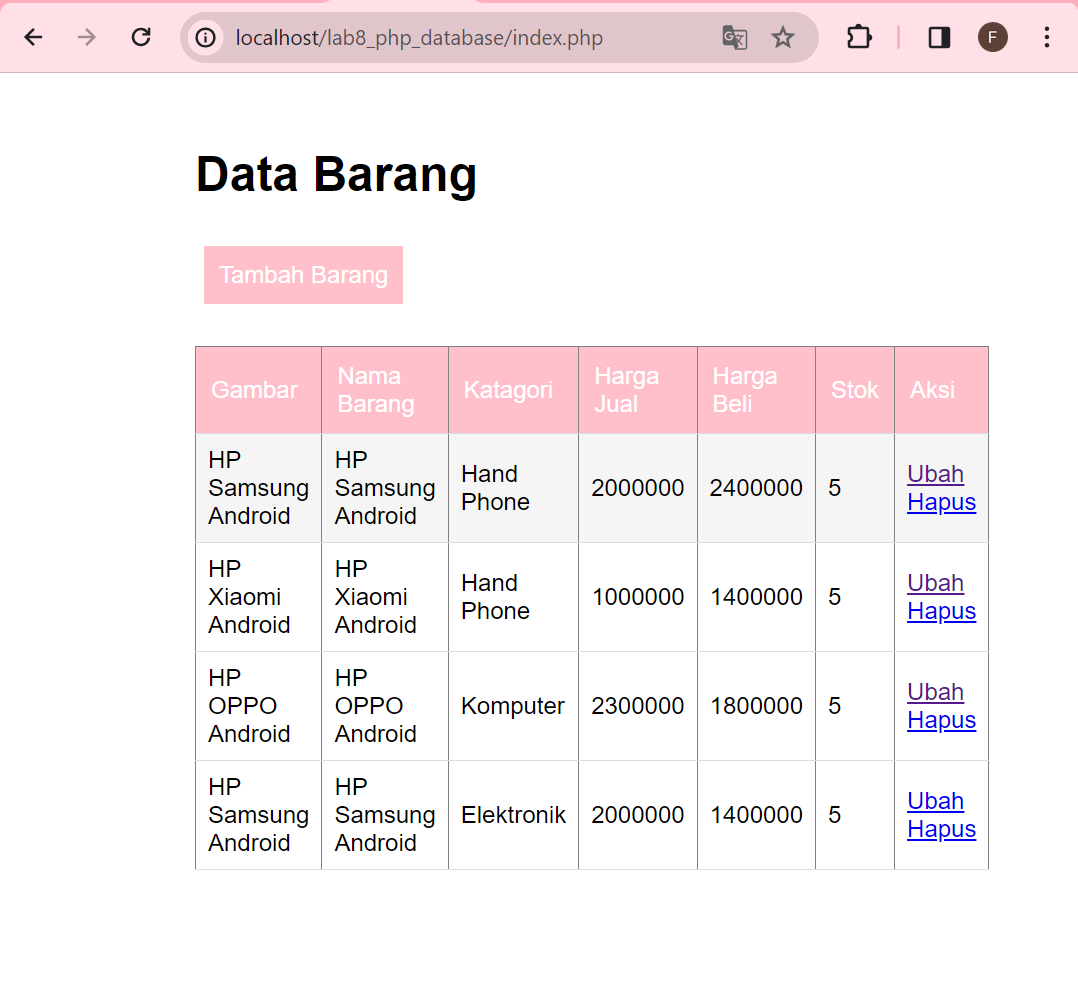 localhost/lab8_php_database/index.php
F
Data Barang
Tambah Barang
Gambar
Nama
Barang
Katagori
Harga
Jual
Harga
Beli
Stok
Aksi
HP
Samsung
Android
HP
Samsung
Android
Hand
Phone
2000000
2400000
5
Ubah
Hapus
HP
Xiaomi
Android
HP
Xiaomi
Android
Hand
Phone
1000000
1400000
5
Ubah
Hapus
HP
OPPO
Android
HP
OPPO
Android
Komputer
2300000
1800000
5
Ubah
Hapus
HP
Samsung
Android
HP
Samsung
Android
Elektronik
2000000
1400000
5
Ubah
Hapus